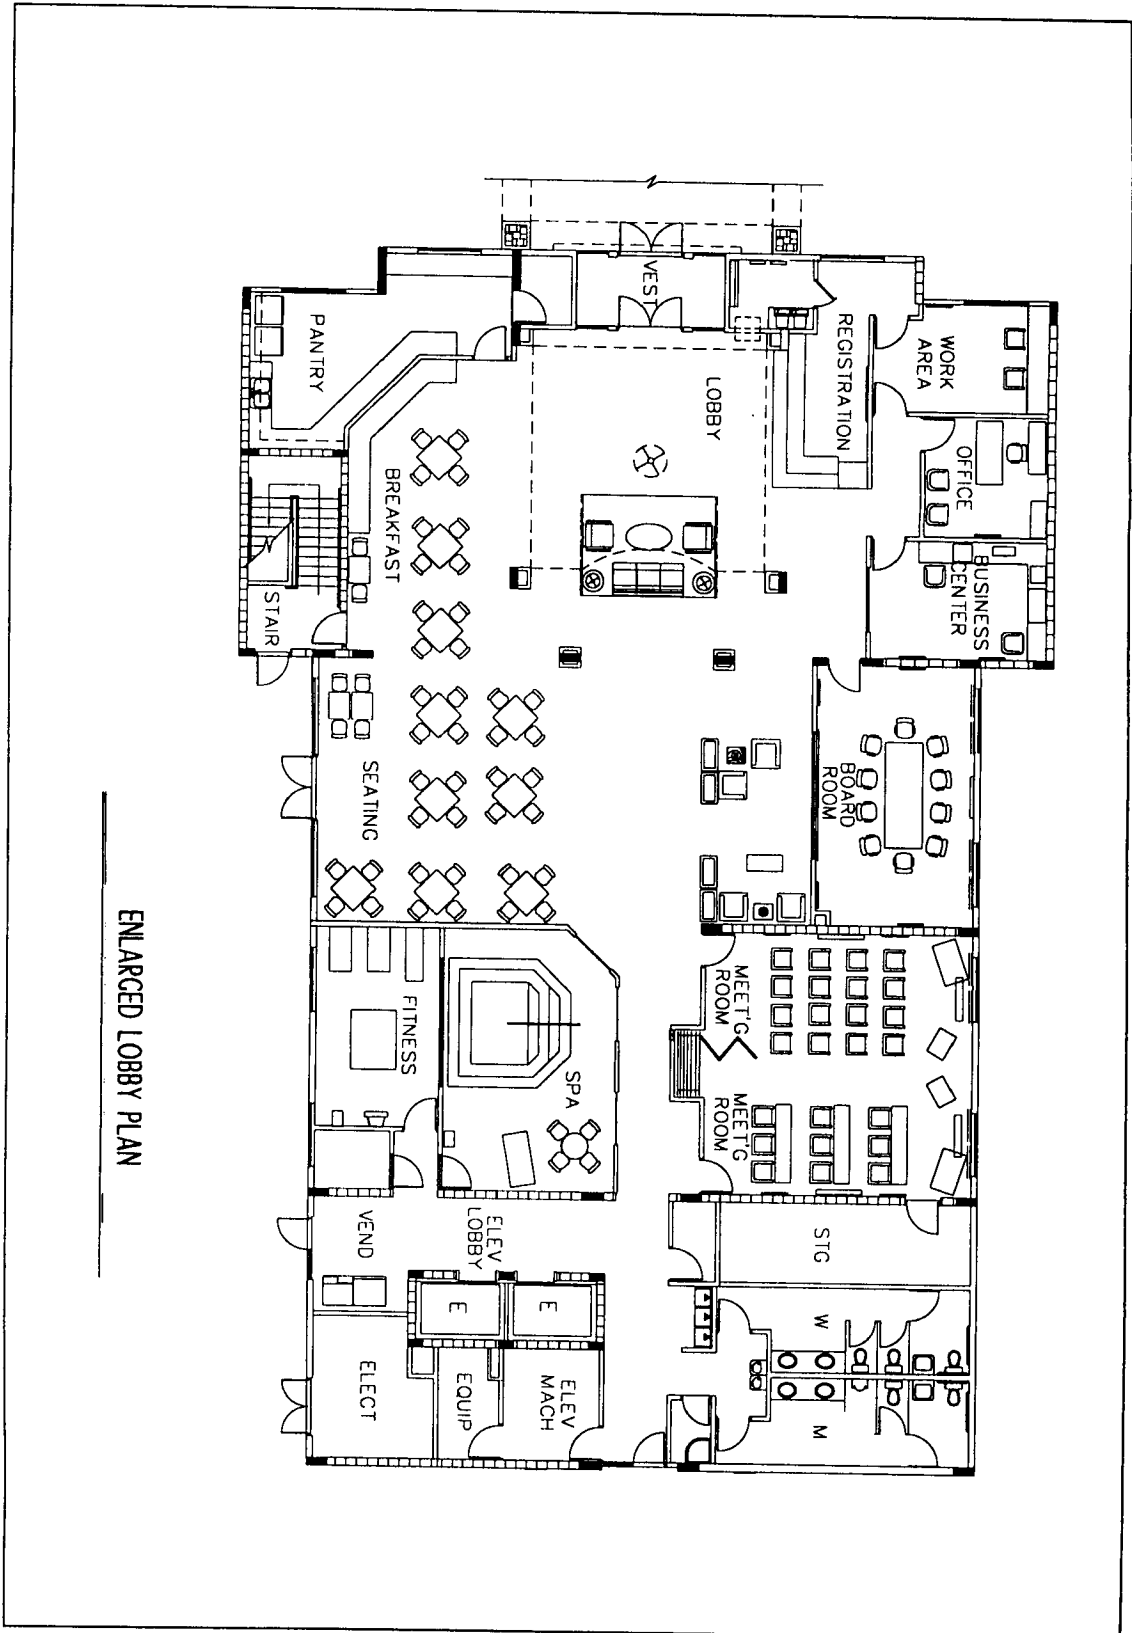 VEST
LOBBY
REGISTRATION
WORK
AREA
OFFICE
BUSINESS
CENTER
PANTRY
BREAKFAST
STAIR
SEATING
BOARD
ROOM
MEET'G
ROOM
MEET'G
ROOM
FITNESS
SPA
STG
VEND
ELEV
LOBBY
E
E
W
M
ELECT
EQUIP
ELEV
MACH
ENLARGED LOBBY PLAN